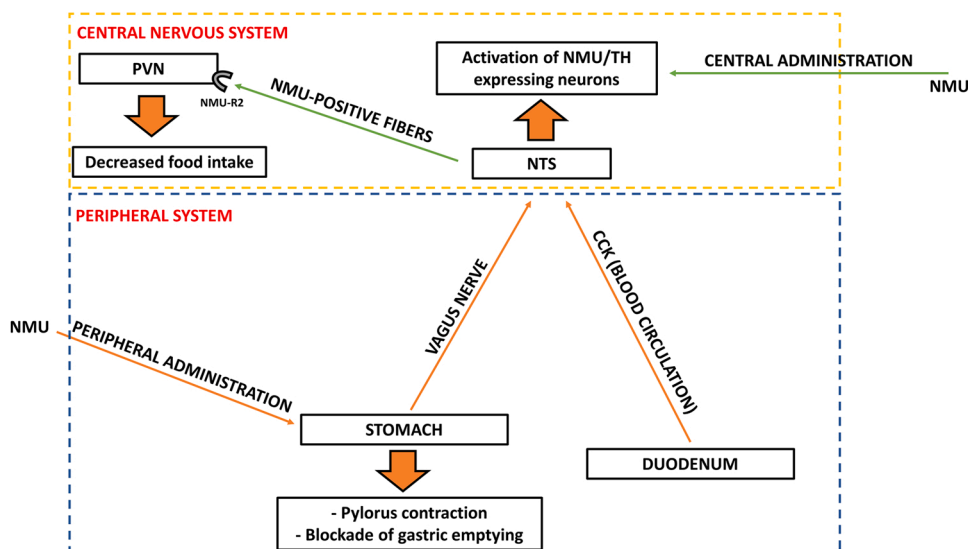 CENTRAL NERVOUS SYSTEM
PVN
NMU-R2
Decreased food intake
NMU-POSITIVE FIBERS
Activation of NMU/TH
expressing neurons
NTS
CENTRAL ADMINISTRATION
NMU
PERIPHERAL SYSTEM
NMU
PERIPHERAL ADMINISTRATION
VAGUS NERVE
CCK (BLOOD CIRCULATION)
STOMACH
DUODENUM
- Pylorus contraction
- Blockade of gastric emptying